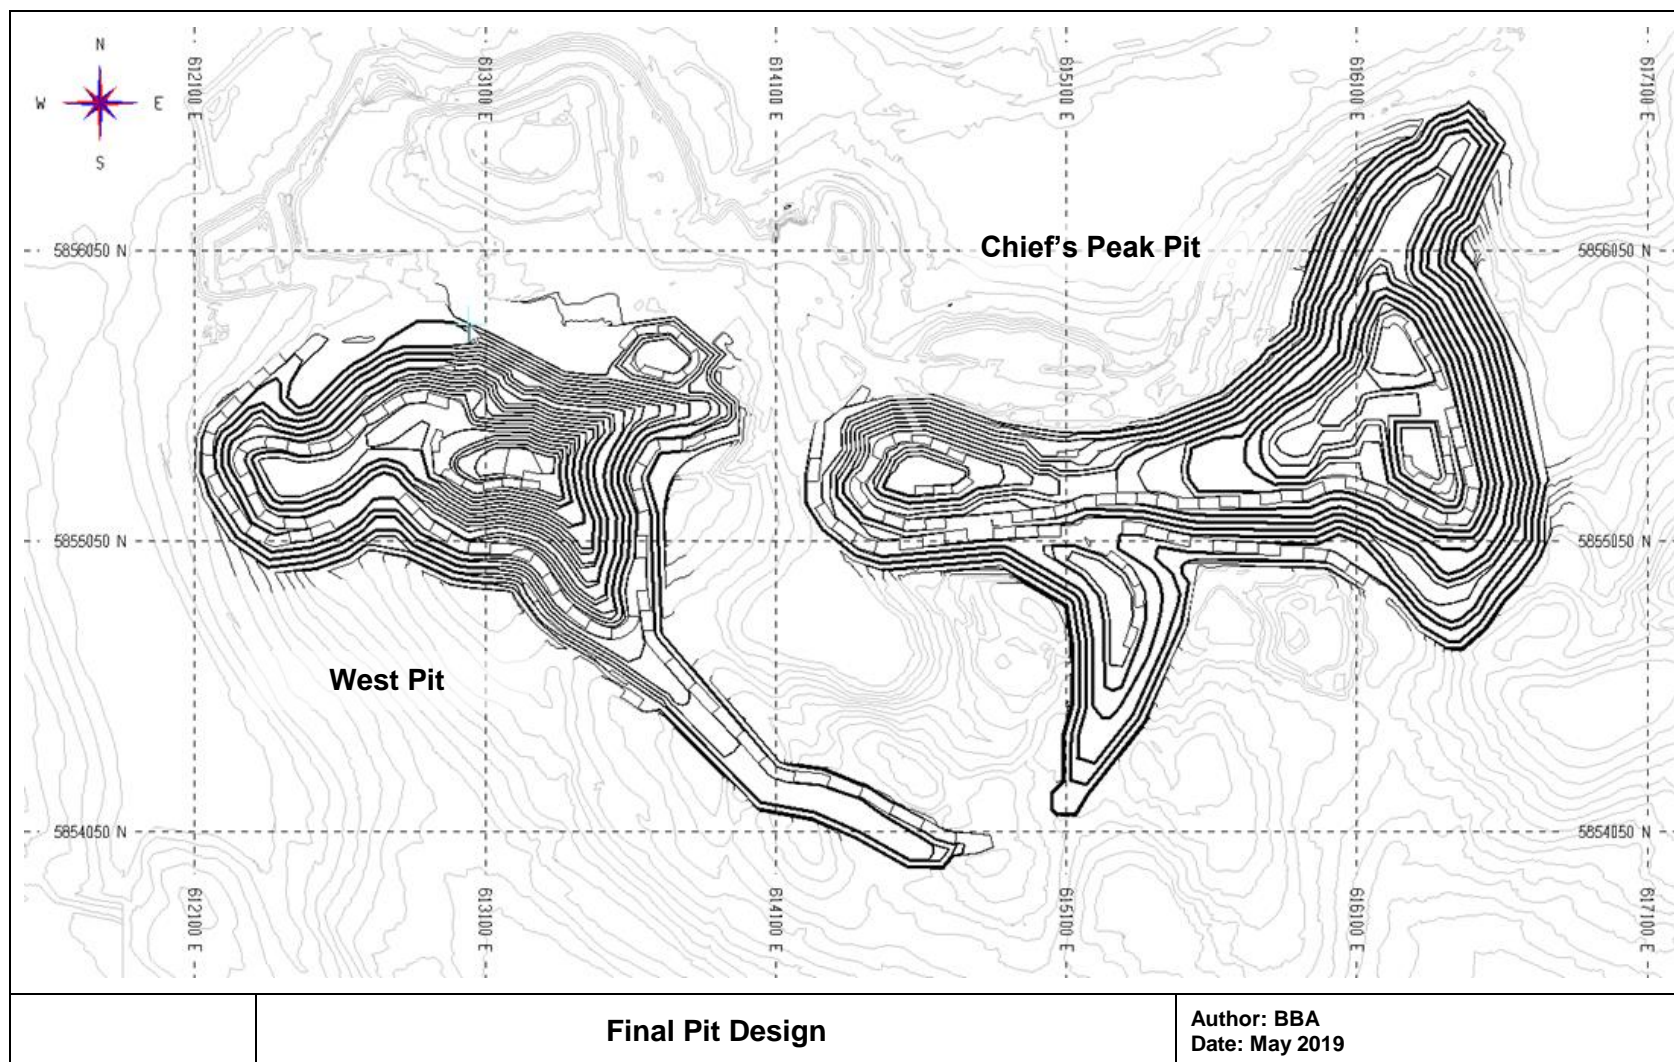 N
W E
S
612100 E 613100 E 614100 E 615100 E 616100 E 617100 E
5856050 N 5856050 N
Chief's Peak Pit
5855050 N 5855050 N
West Pit
5854050 N 5854050 N
612100 E 613100 E 614100 E 615100 E 616100 E 617100 E
Final Pit Design
Author: BBA
Date: May 2019